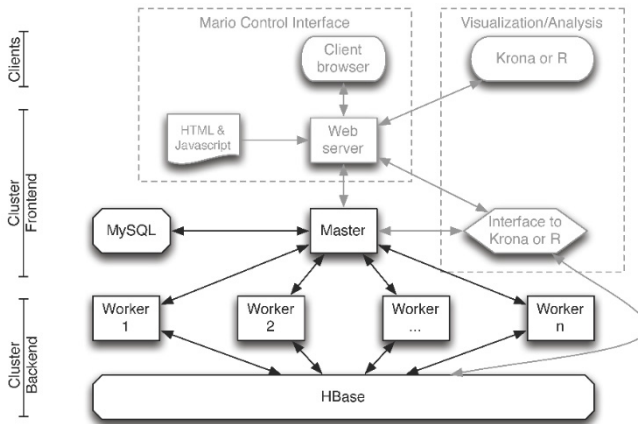 Mario Control Interface
Visualization/Analysis
Clients
Client
browser
Krona or R
HTML &
Javascript
Web
server
Cluster
Frontend
MySQL
Master
Interface to
Krona or R
Worker
1
Worker
2
Worker
...
Worker
n
Cluster
Backend
HBase